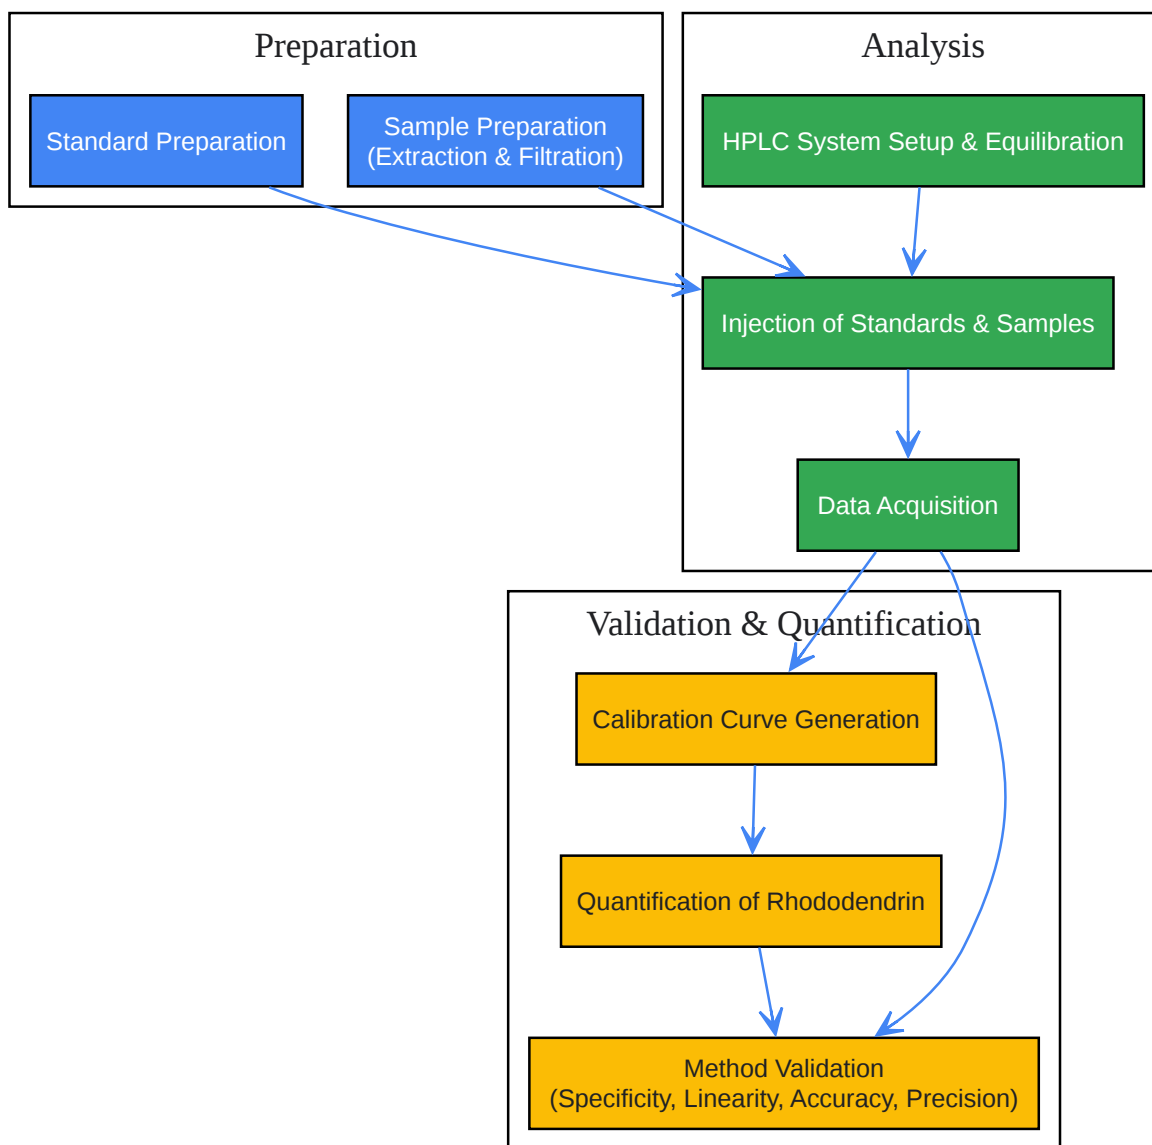 Preparation
Standard Preparation
Sample Preparation
(Extraction & Filtration)
Analysis
HPLC System Setup & Equilibration
Injection of Standards & Samples
Data Acquisition
Validation & Quantification
Calibration Curve Generation
Quantification of Rhododendrin
Method Validation
(Specificity, Linearity, Accuracy, Precision)